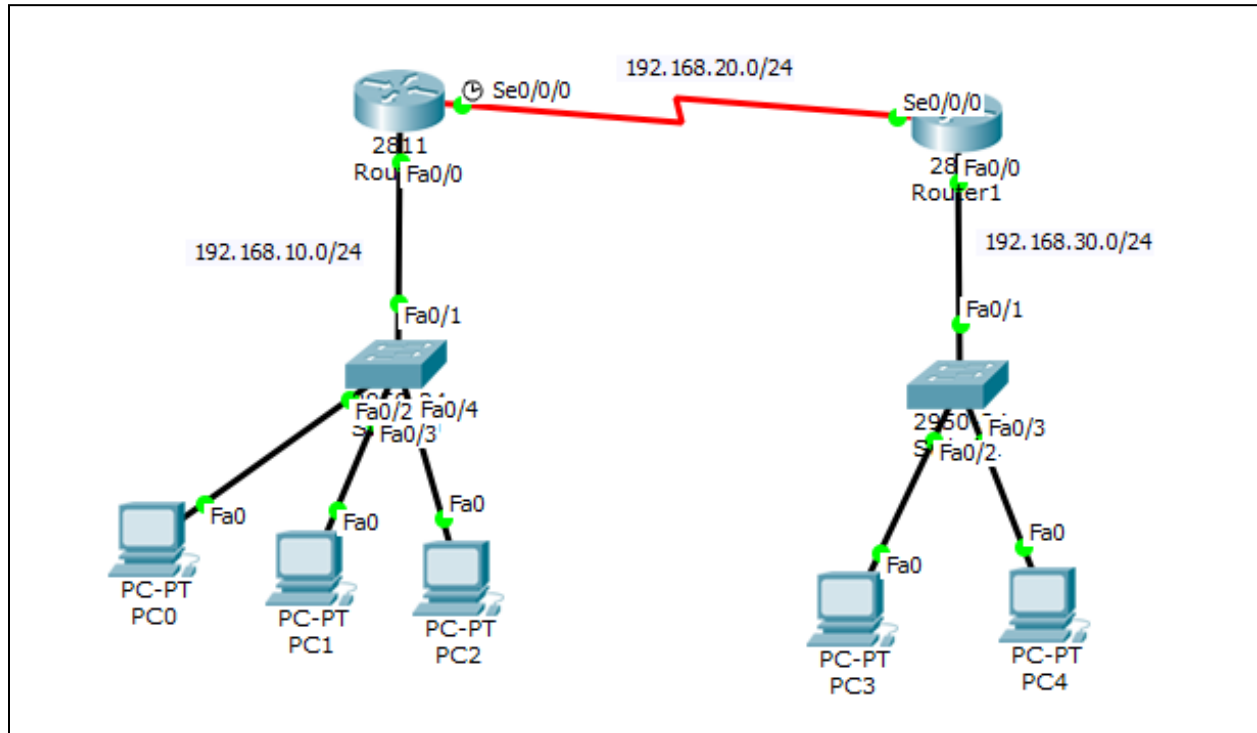 192.168.20.0/24
Se0/0/0
Se0/0/0
2811
Fa0/0
28
Fa0/0
Router1
192.168.10.0/24
192.168.30.0/24
Fa0/1
Fa0/1
Fa0/2
Fa0/4
Fa0/3
2950
Fa0/3
Fa0/2
Fa0
Fa0
Fa0
Fa0
Fa0
PC-PT
PC0
PC-PT
PC1
PC-PT
PC2
PC-PT
PC3
PC-PT
PC4